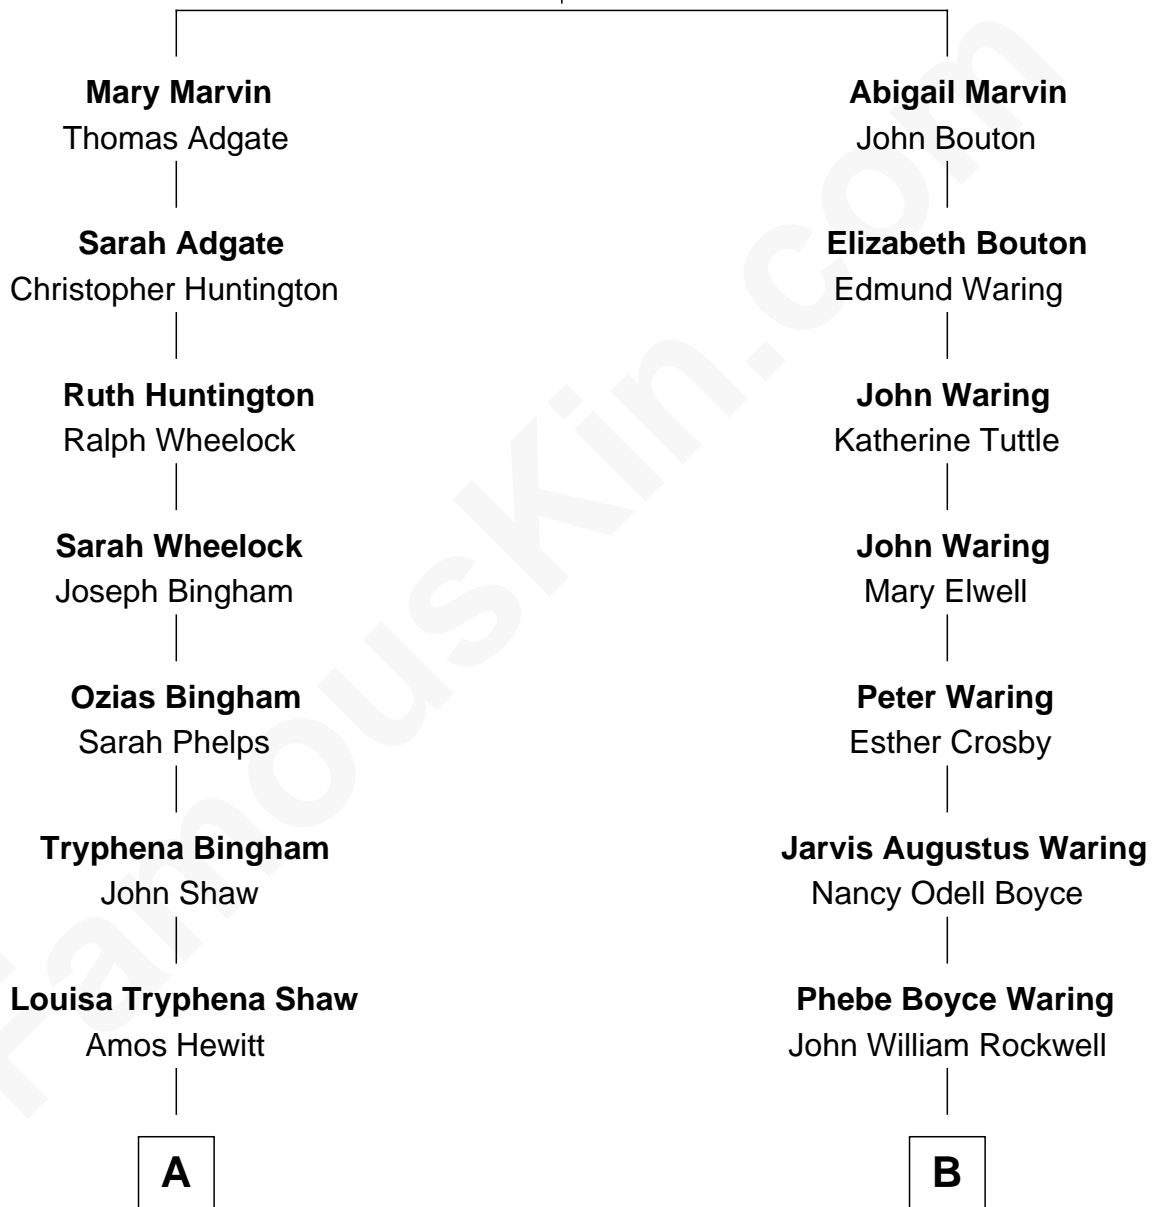 Mary Marvin
Thomas Adgate
Sarah Adgate
Christopher Huntington
Ruth Huntington
Ralph Wheelock
Sarah Wheelock
Joseph Bingham
Ozias Bingham
Sarah Phelps
Tryphena Bingham
John Shaw
Louisa Tryphena Shaw
Amos Hewitt
A
Abigail Marvin
John Bouton
Elizabeth Bouton
Edmund Waring
John Waring
Katherine Tuttle
John Waring
Mary Elwell
Peter Waring
Esther Crosby
Jarvis Augustus Waring
Nancy Odell Boyce
Phebe Boyce Waring
John William Rockwell
B
FamousKin.com